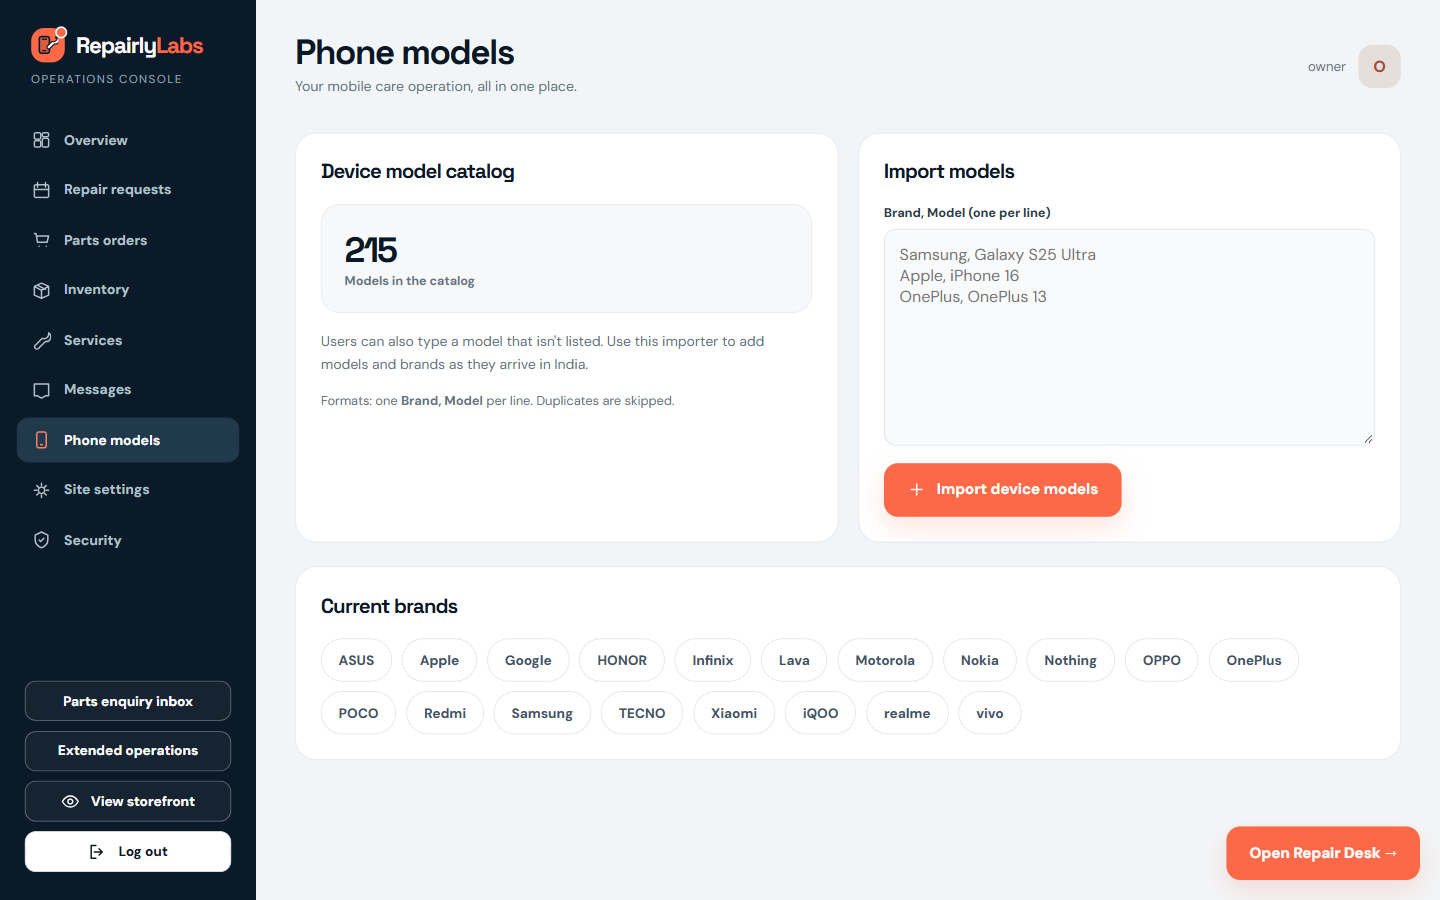 RepairlyLabs
OPERATIONS CONSOLE
Overview
Repair requests
Parts orders
Inventory
Services
Messages
Phone models
Site settings
Security
Parts enquiry inbox
Extended operations
View storefront
Log out
Phone models
Your mobile care operation, all in one place.
owner
O
Device model catalog
215
Models in the catalog
Users can also type a model that isn't listed. Use this importer to add
models and brands as they arrive in India.
Formats: one Brand, Model per line. Duplicates are skipped.
Import models
Brand, Model (one per line)
Samsung, Galaxy S25 Ultra
Apple, iPhone 16
OnePlus, OnePlus 13
+ Import device models
Current brands
ASUS Apple Google HONOR Infinix Lava Motorola Nokia Nothing OPPO OnePlus
POCO Redmi Samsung TECNO Xiaomi iQOO realme vivo
Open Repair Desk →